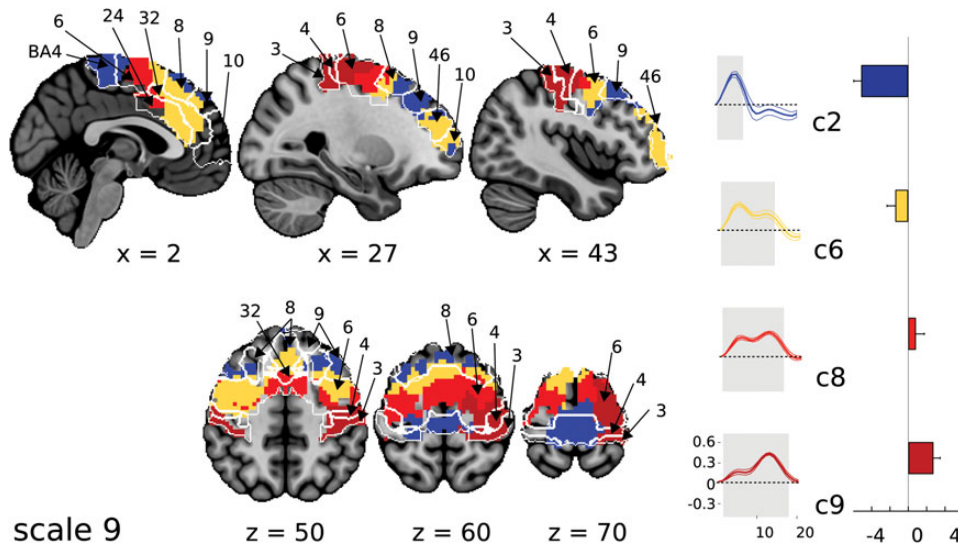 6 24 32 8 9 10 BA4
3 4 6 8 9 46 10
3 4 6 9 46
x = 2 x = 27 x = 43
c2
c6
32 8 9 6 4 3
8 6 4 3
6 4 3
c8
0.6
0.3
0
-0.3
10 20
c9
-4 0 4
scale 9 z = 50 z = 60 z = 70